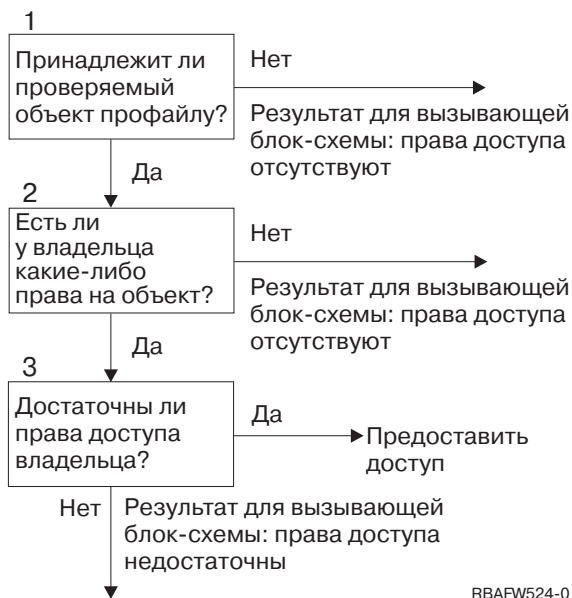 1
Принадлежит ли
проверяемый
объект профайлу?
Нет
Результат для вызывающей
блок-схемы: права доступа
отсутствуют
Да
2
Есть ли
у владельца
какие-либо
права на объект?
Нет
Результат для вызывающей
блок-схемы: права доступа
отсутствуют
Да
3
Достаточны ли
права доступа
владельца?
Да
Предоставить
доступ
Нет
Результат для вызывающей
блок-схемы: права доступа
недостаточны
RBAFW524-0